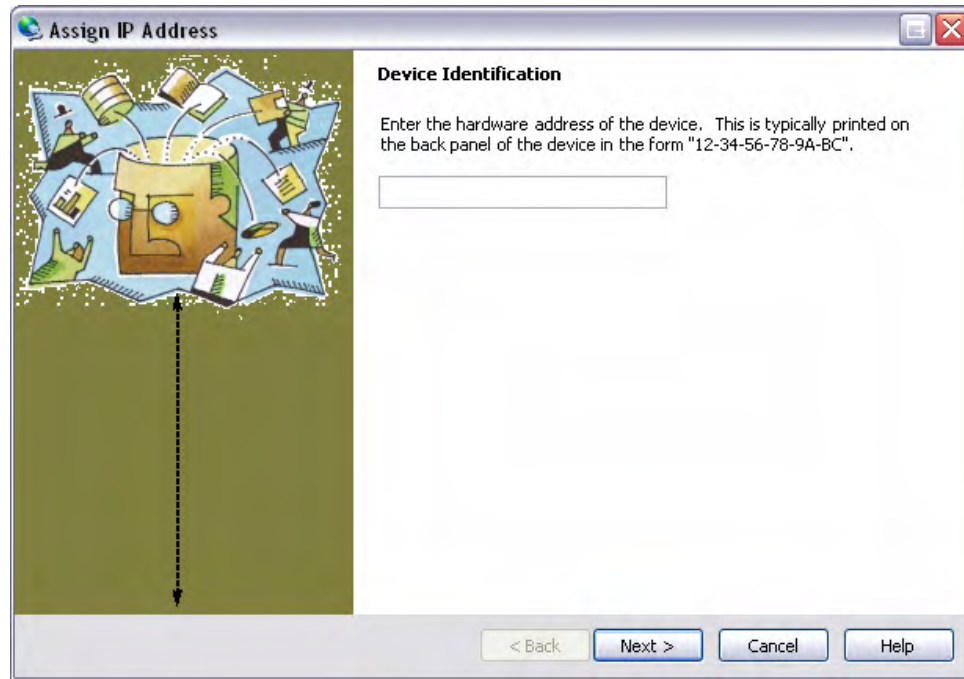 Assign IP Address
Device Identification
Enter the hardware address of the device. This is typically printed on
the back panel of the device in the form "12-34-56-78-9A-BC".
< Back
Next >
Cancel
Help